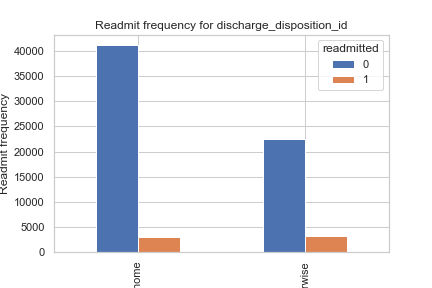 Readmit frequency for discharge_disposition_id
readmitted
0
1
Readmit frequency
40000
35000
30000
25000
20000
15000
10000
5000
0
home
rwise